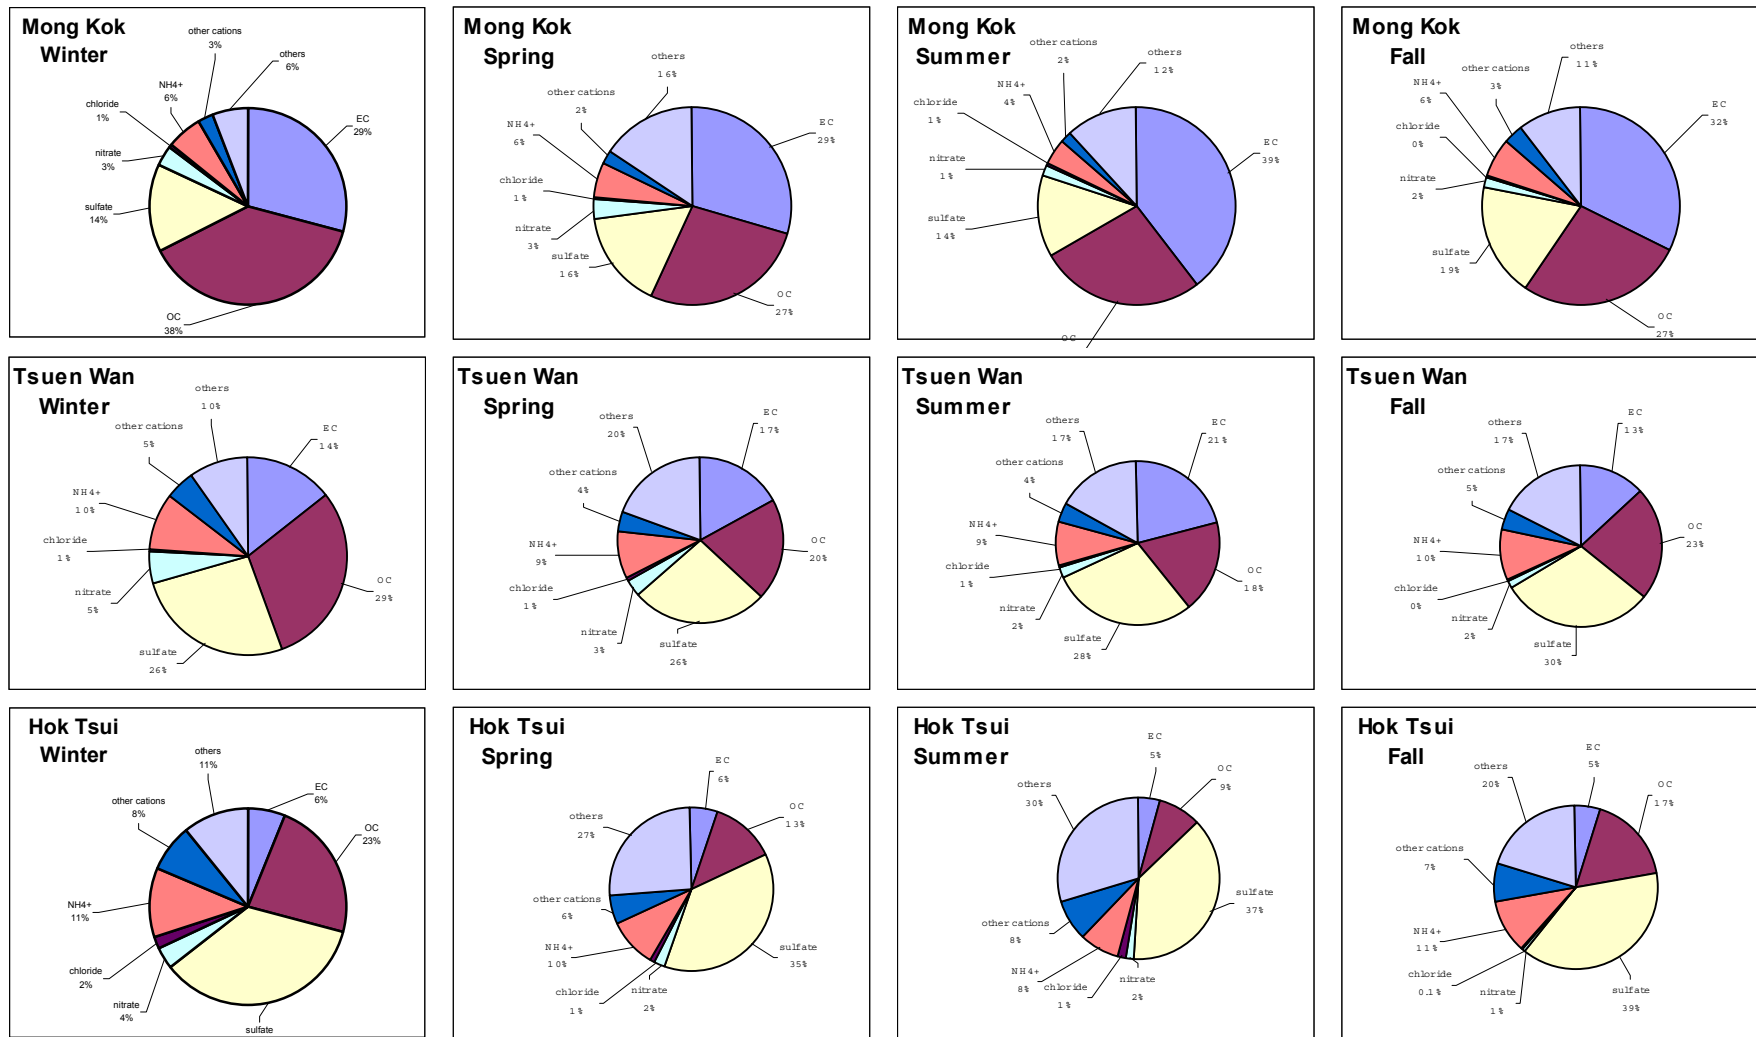 Mong Kok
Winter
other cations
3%
others
6%
NH4+
6%
chloride
1%
nitrate
3%
sulfate
14%
OC
38%
EC
29%
Mong Kok
Spring
others
16%
other cations
2%
NH4+
6%
chloride
1%
nitrate
3%
sulfate
16%
OC
27%
EC
29%
Mong Kok
Summer
other cations
2%
others
12%
NH4+
4%
chloride
1%
nitrate
1%
sulfate
14%
OC
EC
39%
Mong Kok
Fall
others
11%
other cations
3%
NH4+
6%
chloride
0%
nitrate
2%
sulfate
19%
OC
27%
EC
32%
Tsuen Wan
Winter
others
10%
other cations
5%
NH4+
10%
chloride
1%
nitrate
5%
sulfate
26%
OC
29%
EC
14%
Tsuen Wan
Spring
others
20%
other cations
4%
NH4+
9%
chloride
1%
nitrate
3%
sulfate
26%
OC
20%
EC
17%
Tsuen Wan
Summer
others
17%
other cations
4%
NH4+
9%
chloride
1%
nitrate
2%
sulfate
28%
OC
18%
EC
21%
Tsuen Wan
Fall
others
17%
other cations
5%
NH4+
10%
chloride
0%
nitrate
2%
sulfate
30%
OC
23%
EC
13%
Hok Tsui
Winter
others
11%
other cations
8%
NH4+
11%
chloride
2%
nitrate
4%
sulfate
OC
23%
EC
6%
Hok Tsui
Spring
others
27%
other cations
6%
NH4+
10%
chloride
1%
nitrate
2%
sulfate
35%
OC
13%
EC
6%
Hok Tsui
Summer
others
30%
other cations
8%
NH4+
8%
chloride
1%
nitrate
2%
sulfate
37%
OC
9%
EC
5%
Hok Tsui
Fall
others
20%
other cations
7%
NH4+
11%
chloride
0.1%
nitrate
1%
sulfate
39%
OC
17%
EC
5%